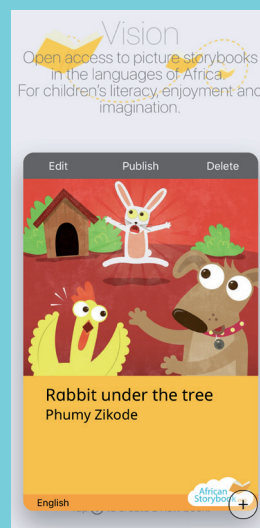 Vision
Open access to picture storybooks
in the languages of Africa.
For children's literacy, enjoyment and
imagination.
Edit Publish Delete
Rabbit under the tree
Phumy Zikode
African
Storybook
English